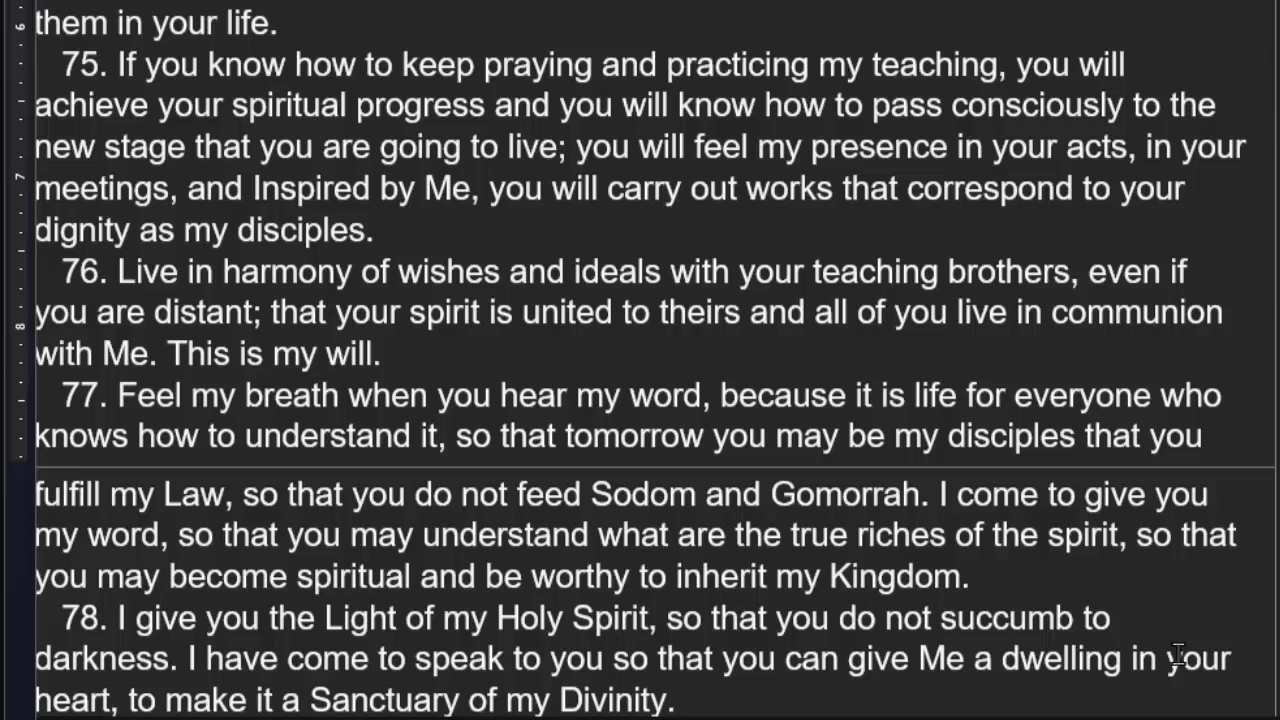 them in your life.
75. If you know how to keep praying and practicing my teaching, you will
achieve your spiritual progress and you will know how to pass consciously to the
new stage that you are going to live; you will feel my presence in your acts, in your
meetings, and Inspired by Me, you will carry out works that correspond to your
dignity as my disciples.
76. Live in harmony of wishes and ideals with your teaching brothers, even if
you are distant; that your spirit is united to theirs and all of you live in communion
with Me. This is my will.
77. Feel my breath when you hear my word, because it is life for everyone who
knows how to understand it, so that tomorrow you may be my disciples that you
fulfill my Law, so that you do not feed Sodom and Gomorrah. I come to give you
my word, so that you may understand what are the true riches of the spirit, so that
you may become spiritual and be worthy to inherit my Kingdom.
78. I give you the Light of my Holy Spirit, so that you do not succumb to
darkness. I have come to speak to you so that you can give Me a dwelling in your
heart, to make it a Sanctuary of my Divinity.
6
7
8